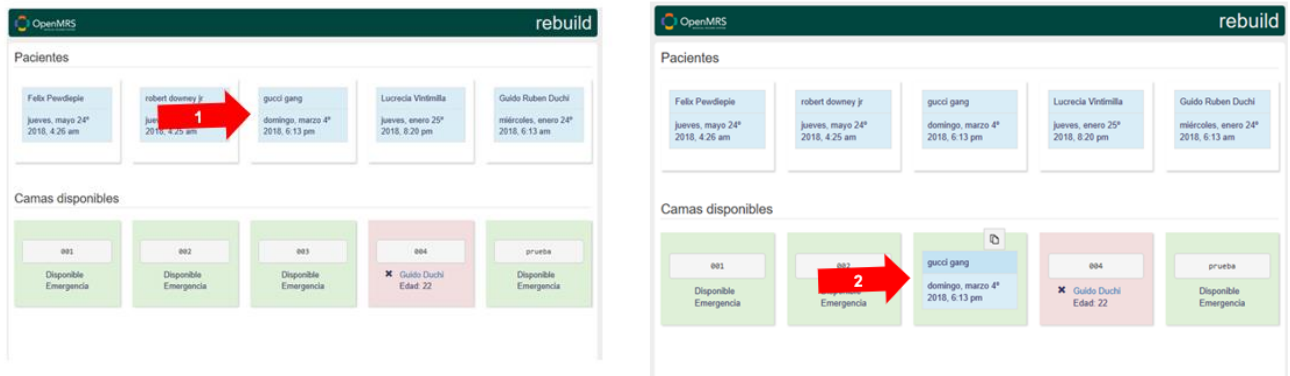 OpenMRS
rebuild
Pacientes
Felix Pewdiepie
jueves, mayo 24º
2018, 4:26 am
robert downey jr
2018, 4:25 am
1
gucci gang
domingo, marzo 4º
2018, 6:13 pm
Lucrecia Vintimilla
jueves, enero 25º
2018, 8:20 pm
Guido Ruben Duchi
miércoles, enero 24º
2018, 6:13 am
Camas disponibles
001
Disponible
Emergencia
002
Disponible
Emergencia
003
Disponible
Emergencia
004
✖ Guido Duchi
Edad: 22
prueba
Disponible
Emergencia
OpenMRS
rebuild
Pacientes
Felix Pewdiepie
jueves, mayo 24º
2018, 4:26 am
robert downey jr
jueves, mayo 24º
2018, 4:25 am
gucci gang
domingo, marzo 4º
2018, 6:13 pm
Lucrecia Vintimilla
jueves, enero 25º
2018, 8:20 pm
Guido Ruben Duchi
miércoles, enero 24º
2018, 6:13 am
Camas disponibles
001
Disponible
Emergencia
002
Emergencia
2
gucci gang
domingo, marzo 4º
2018, 6:13 pm
004
✖ Guido Duchi
Edad: 22
prueba
Disponible
Emergencia